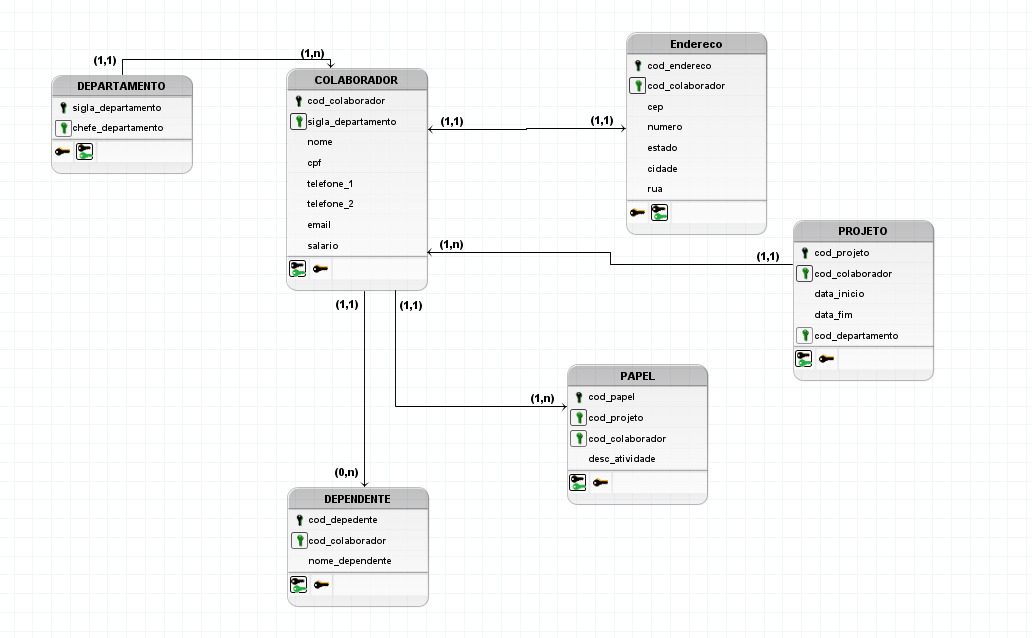 (1,1)
(1,n)
DEPARTAMENTO
sigla_departamento
chefe_departamento
COLABORADOR
cod_colaborador
sigla_departamento
nome
cpf
telefone_1
telefone_2
email
salario
(1,1)
(1,1)
Endereco
cod_endereco
cod_colaborador
cep
numero
estado
cidade
rua
(1,n)
(1,1)
PROJETO
cod_projeto
cod_colaborador
data_inicio
data_fim
cod_departamento
(1,1)
(1,1)
(1,n)
PAPEL
cod_papel
cod_projeto
cod_colaborador
desc_atividade
(0,n)
DEPENDENTE
cod_depedente
cod_colaborador
nome_dependente